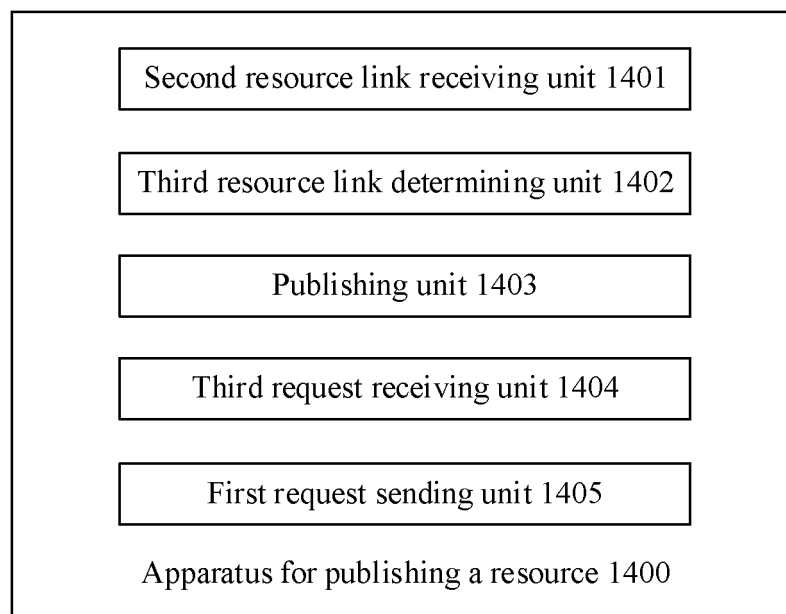 Second resource link receiving unit 1401
Third resource link determining unit 1402
Publishing unit 1403
Third request receiving unit 1404
First request sending unit 1405
Apparatus for publishing a resource 1400